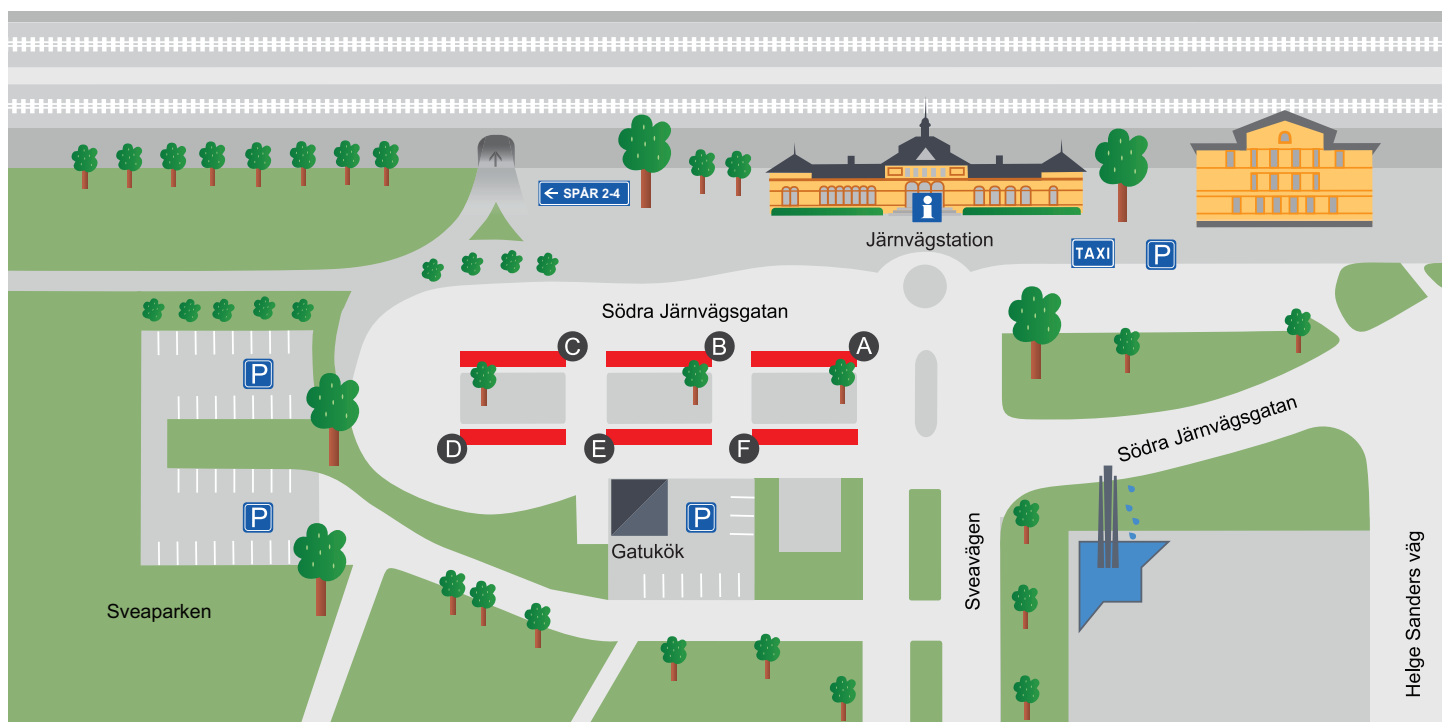 ← SPÅR 2-4
i
Järnvägstation
TAXI
P
Södra Järnvägsgatan
C
B
A
P
D
E
F
Södra Järnvägsgatan
P
P
Gatukök
Sveavägen
Sveaparken
Helge Sanders väg